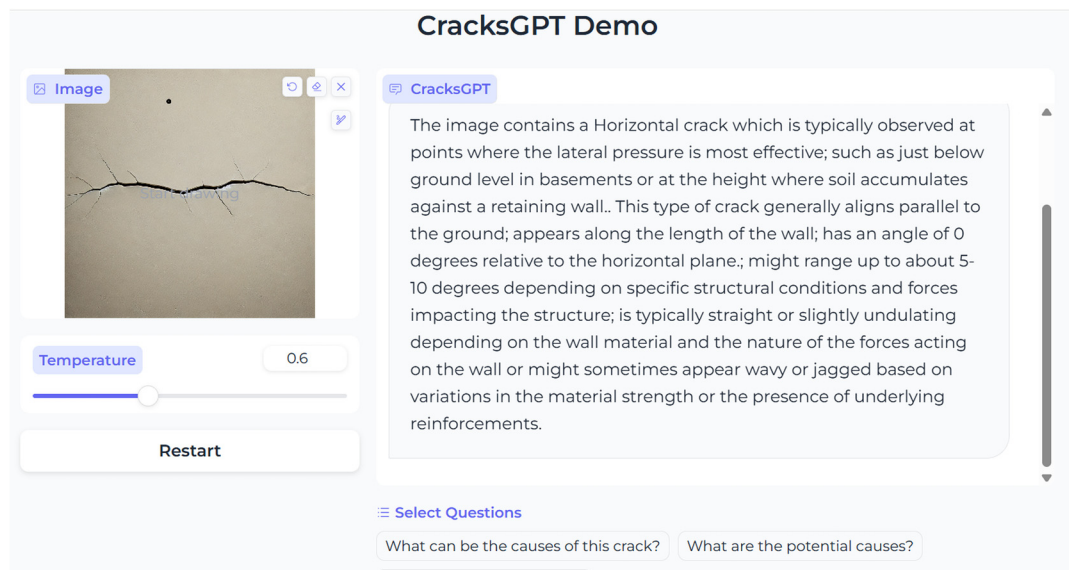 CracksGPT Demo
Image
Start drawing
Temperature
0.6
Restart
CracksGPT
The image contains a Horizontal crack which is typically observed at
points where the lateral pressure is most effective; such as just below
ground level in basements or at the height where soil accumulates
against a retaining wall.. This type of crack generally aligns parallel to
the ground; appears along the length of the wall; has an angle of 0
degrees relative to the horizontal plane.; might range up to about 5-
10 degrees depending on specific structural conditions and forces
impacting the structure; is typically straight or slightly undulating
depending on the wall material and the nature of the forces acting
on the wall or might sometimes appear wavy or jagged based on
variations in the material strength or the presence of underlying
reinforcements.
Select Questions
What can be the causes of this crack?
What are the potential causes?